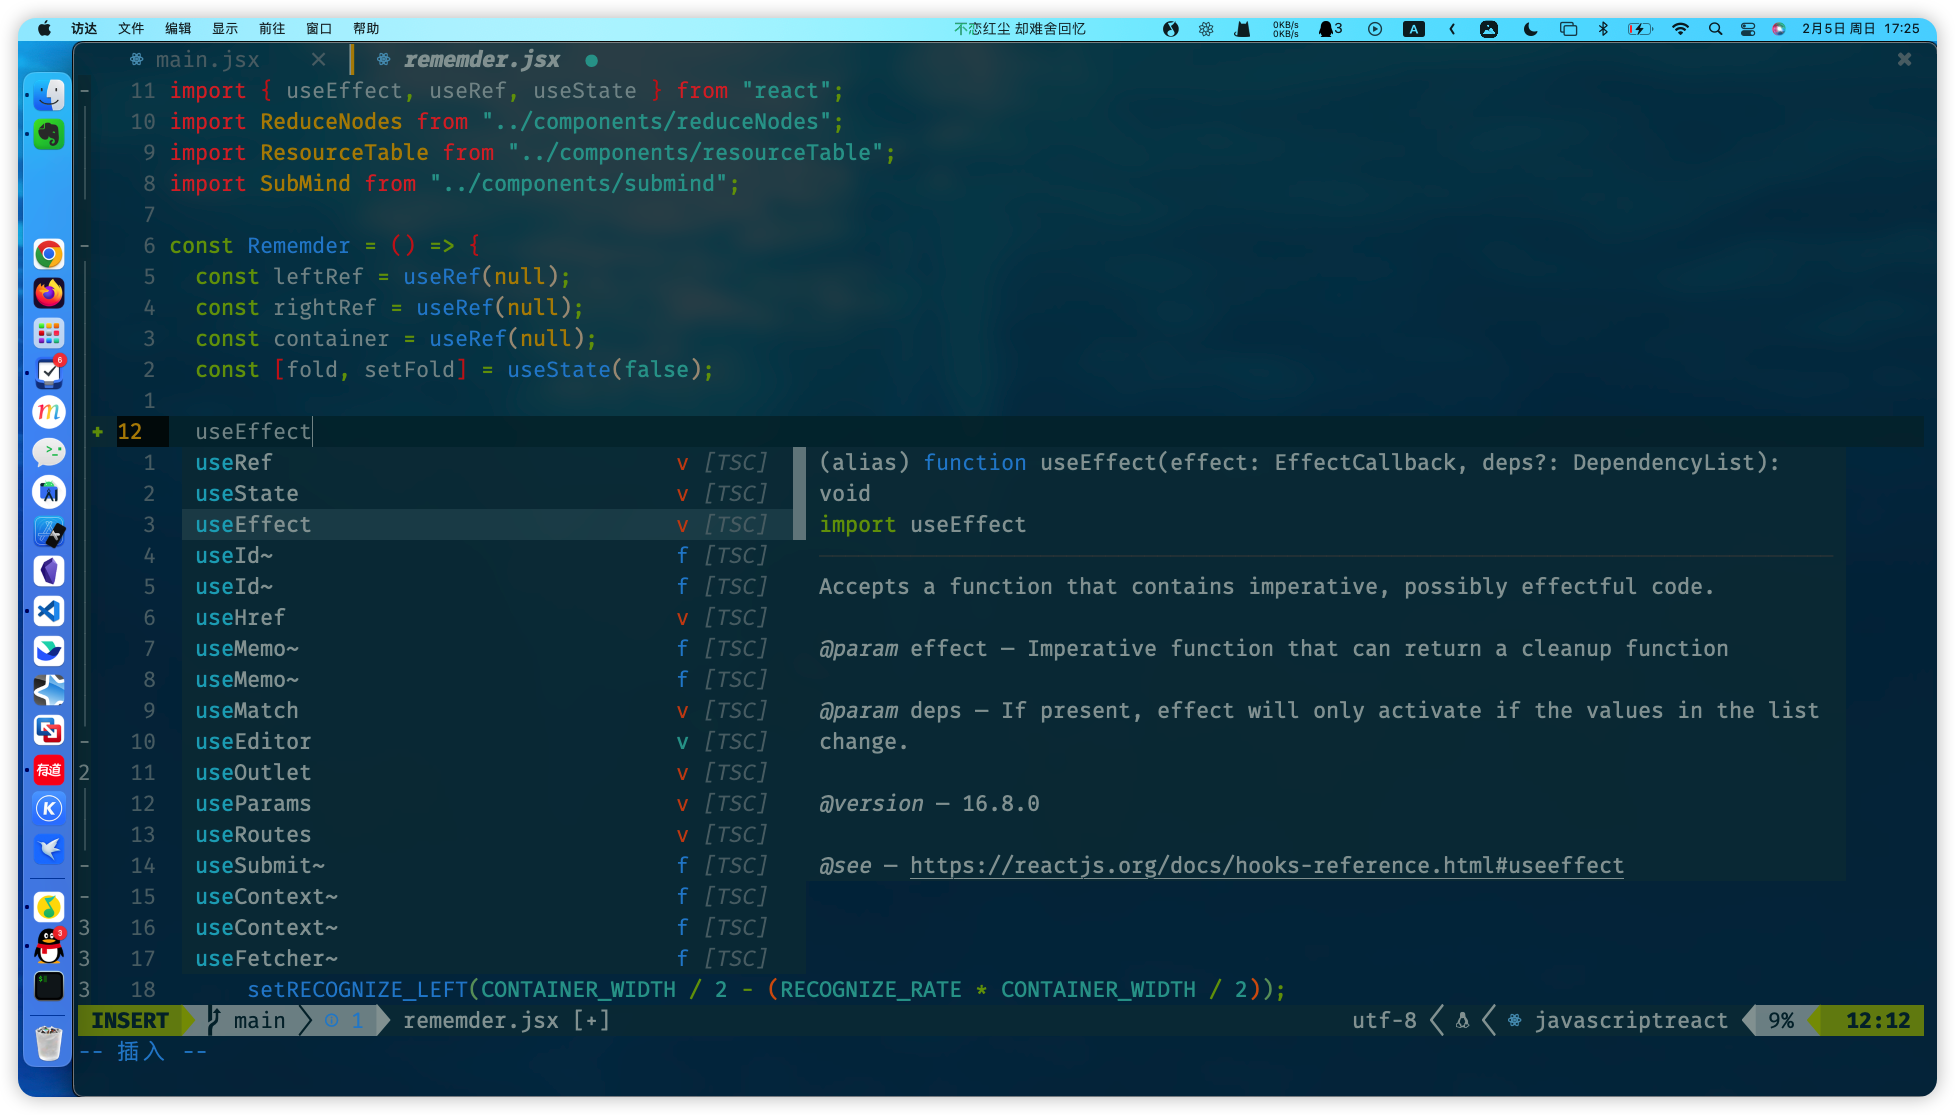 访达 文件 编辑 显示 前往 窗口 帮助 不恋红尘 却难舍回忆 0KB/s 0KB/s 3 A 2月5日 周日 17:25
main.jsx × rememder.jsx ● ✖
11 import { useEffect, useRef, useState } from "react";
10 import ReduceNodes from "../components/reduceNodes";
9 import ResourceTable from "../components/resourceTable";
8 import SubMind from "../components/submind";
7
6 const Rememder = () => {
5 const leftRef = useRef(null);
4 const rightRef = useRef(null);
3 const container = useRef(null);
2 const [fold, setFold] = useState(false);
1
+ 12 useEffect
1 useRef v [TSC] (alias) function useEffect(effect: EffectCallback, deps?: DependencyList):
2 useState v [TSC] void
3 useEffect v [TSC] import useEffect
4 useId~ f [TSC]
5 useId~ f [TSC] Accepts a function that contains imperative, possibly effectful code.
6 useHref v [TSC]
7 useMemo~ f [TSC] @param effect — Imperative function that can return a cleanup function
8 useMemo~ f [TSC]
9 useMatch v [TSC] @param deps — If present, effect will only activate if the values in the list
10 useEditor v [TSC] change.
2 11 useOutlet v [TSC]
12 useParams v [TSC] @version — 16.8.0
13 useRoutes v [TSC]
14 useSubmit~ f [TSC] @see — https://reactjs.org/docs/hooks-reference.html#useeffect
15 useContext~ f [TSC]
3 16 useContext~ f [TSC]
3 17 useFetcher~ f [TSC]
3 18 setRECOGNIZE_LEFT(CONTAINER_WIDTH / 2 - (RECOGNIZE_RATE * CONTAINER_WIDTH / 2));
INSERT main 1 rememder.jsx [+] utf-8 javascriptreact 9% 12:12
-- 插入 --
6
m
有道
K
3